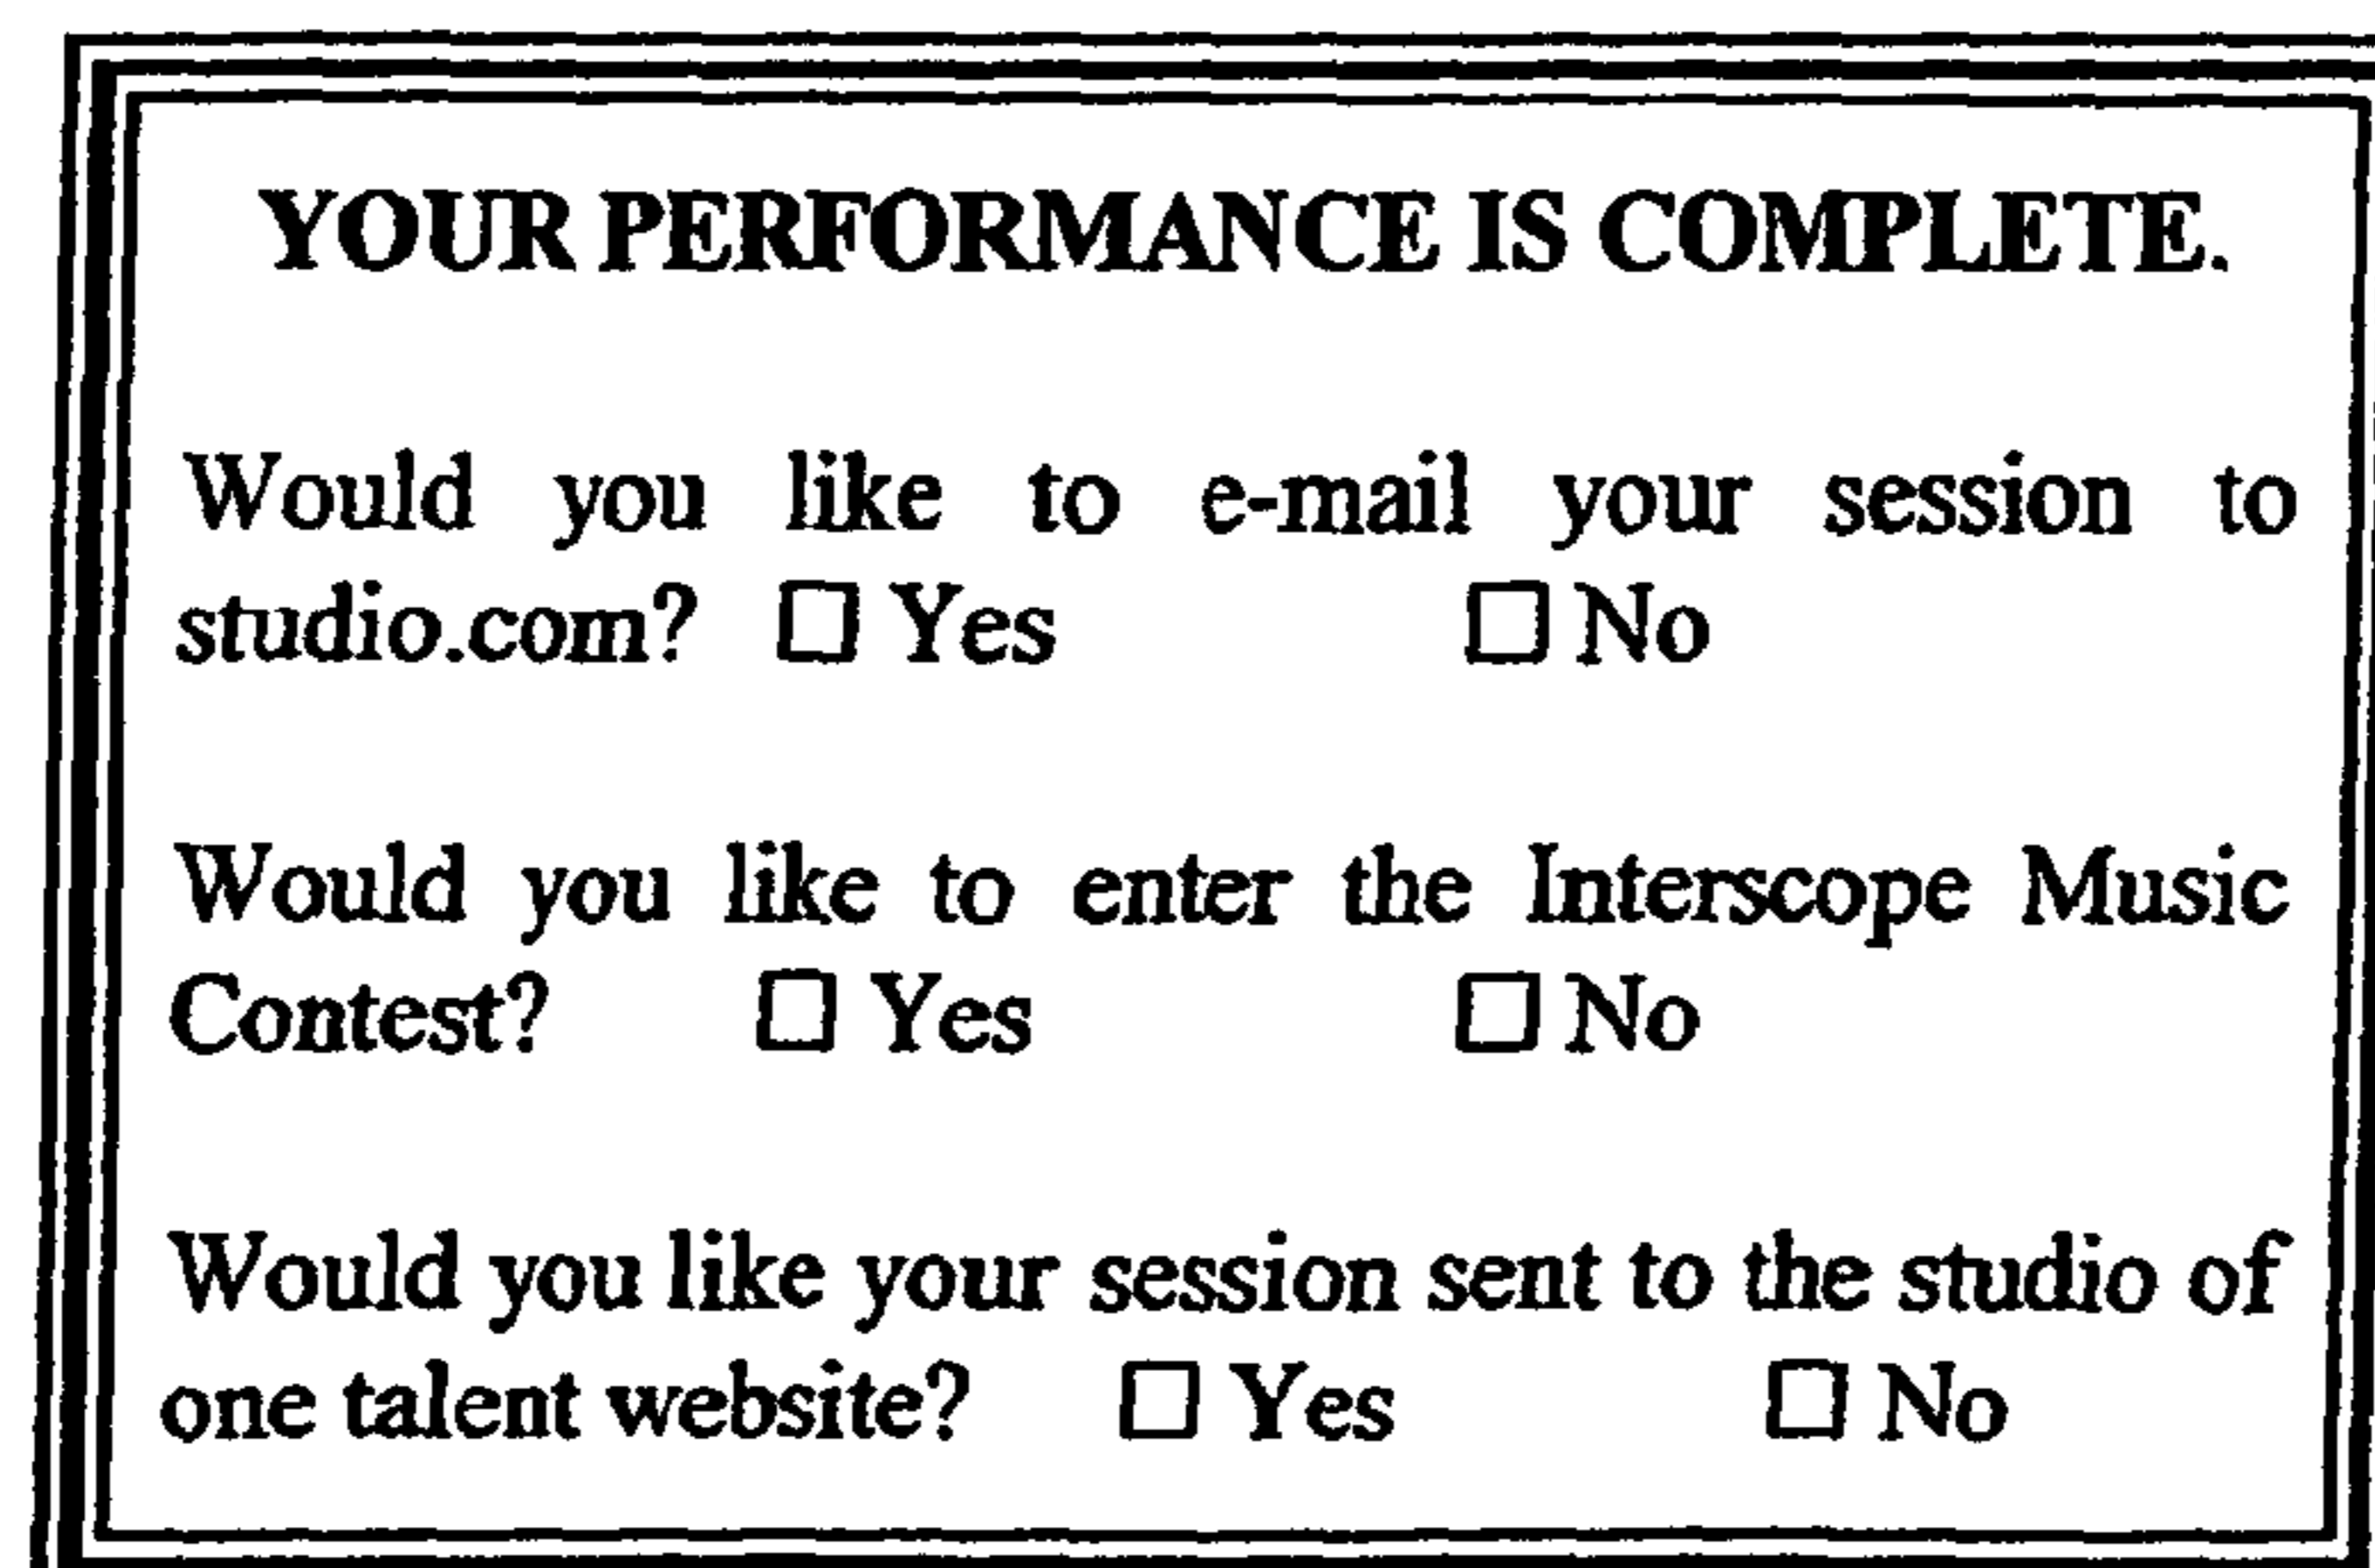 YOUR PERFORMANCE IS COMPLETE.
Would you like to e-mail your session to
studio.com? ☐ Yes ☐ No
Would you like to enter the Interscope Music
Contest? ☐ Yes ☐ No
Would you like your session sent to the studio of
one talent website? ☐ Yes ☐ No